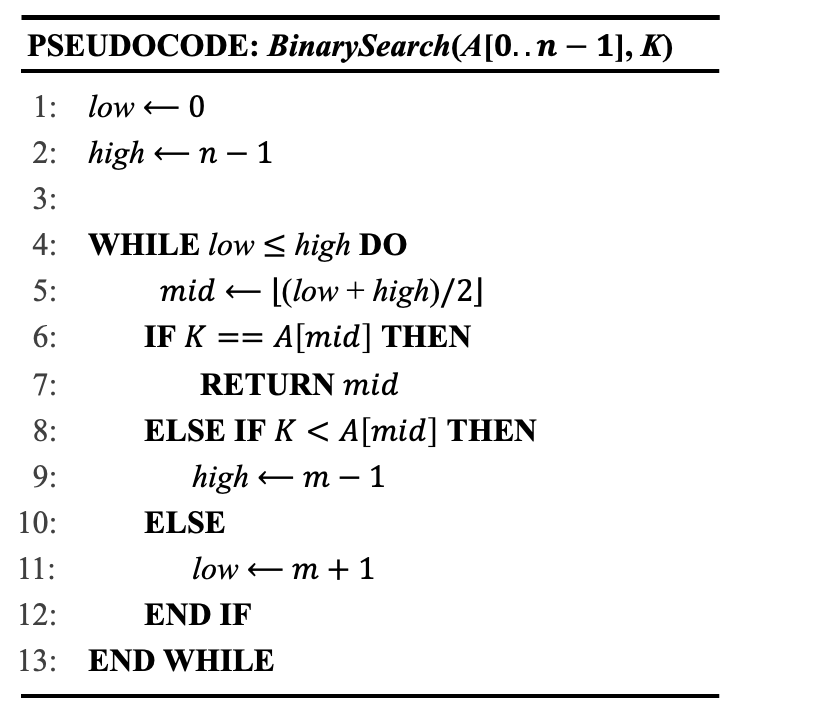 PSEUDOCODE: BinarySearch(A[0..n − 1], K)
1: low ← 0
2: high ← n − 1
3:
4: WHILE low ≤ high DO
5: mid ← ⌊(low + high)/2⌋
6: IF K == A[mid] THEN
7: RETURN mid
8: ELSE IF K < A[mid] THEN
9: high ← m − 1
10: ELSE
11: low ← m + 1
12: END IF
13: END WHILE